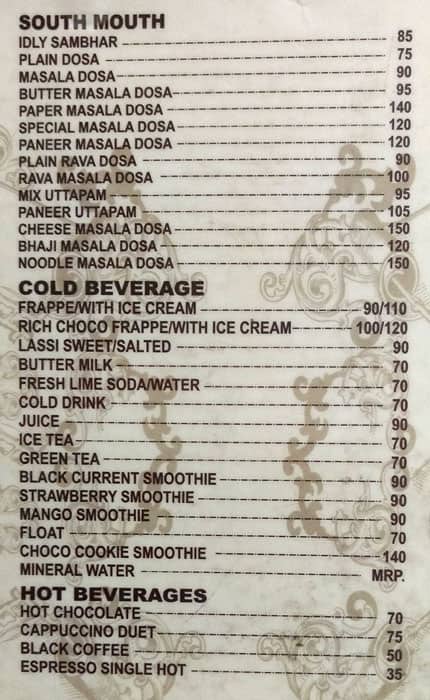 SOUTH MOUTH
IDLY SAMBHAR 85
PLAIN DOSA 75
MASALA DOSA 90
BUTTER MASALA DOSA 95
PAPER MASALA DOSA 140
SPECIAL MASALA DOSA 120
PANEER MASALA DOSA 120
PLAIN RAVA DOSA 90
RAVA MASALA DOSA 100
MIX UTTAPAM 95
PANEER UTTAPAM 105
CHEESE MASALA DOSA 150
BHAJI MASALA DOSA 120
NOODLE MASALA DOSA 150
COLD BEVERAGE
FRAPPE/WITH ICE CREAM 90/110
RICH CHOCO FRAPPE/WITH ICE CREAM 100/120
LASSI SWEET/SALTED 90
BUTTER MILK 70
FRESH LIME SODA/WATER 70
COLD DRINK 70
JUICE 90
ICE TEA 70
GREEN TEA 70
BLACK CURRENT SMOOTHIE 90
STRAWBERRY SMOOTHIE 90
MANGO SMOOTHIE 90
FLOAT 70
CHOCO COOKIE SMOOTHIE 140
MINERAL WATER MRP.
HOT BEVERAGES
HOT CHOCOLATE 70
CAPPUCCINO DUET 75
BLACK COFFEE 50
ESPRESSO SINGLE HOT 35